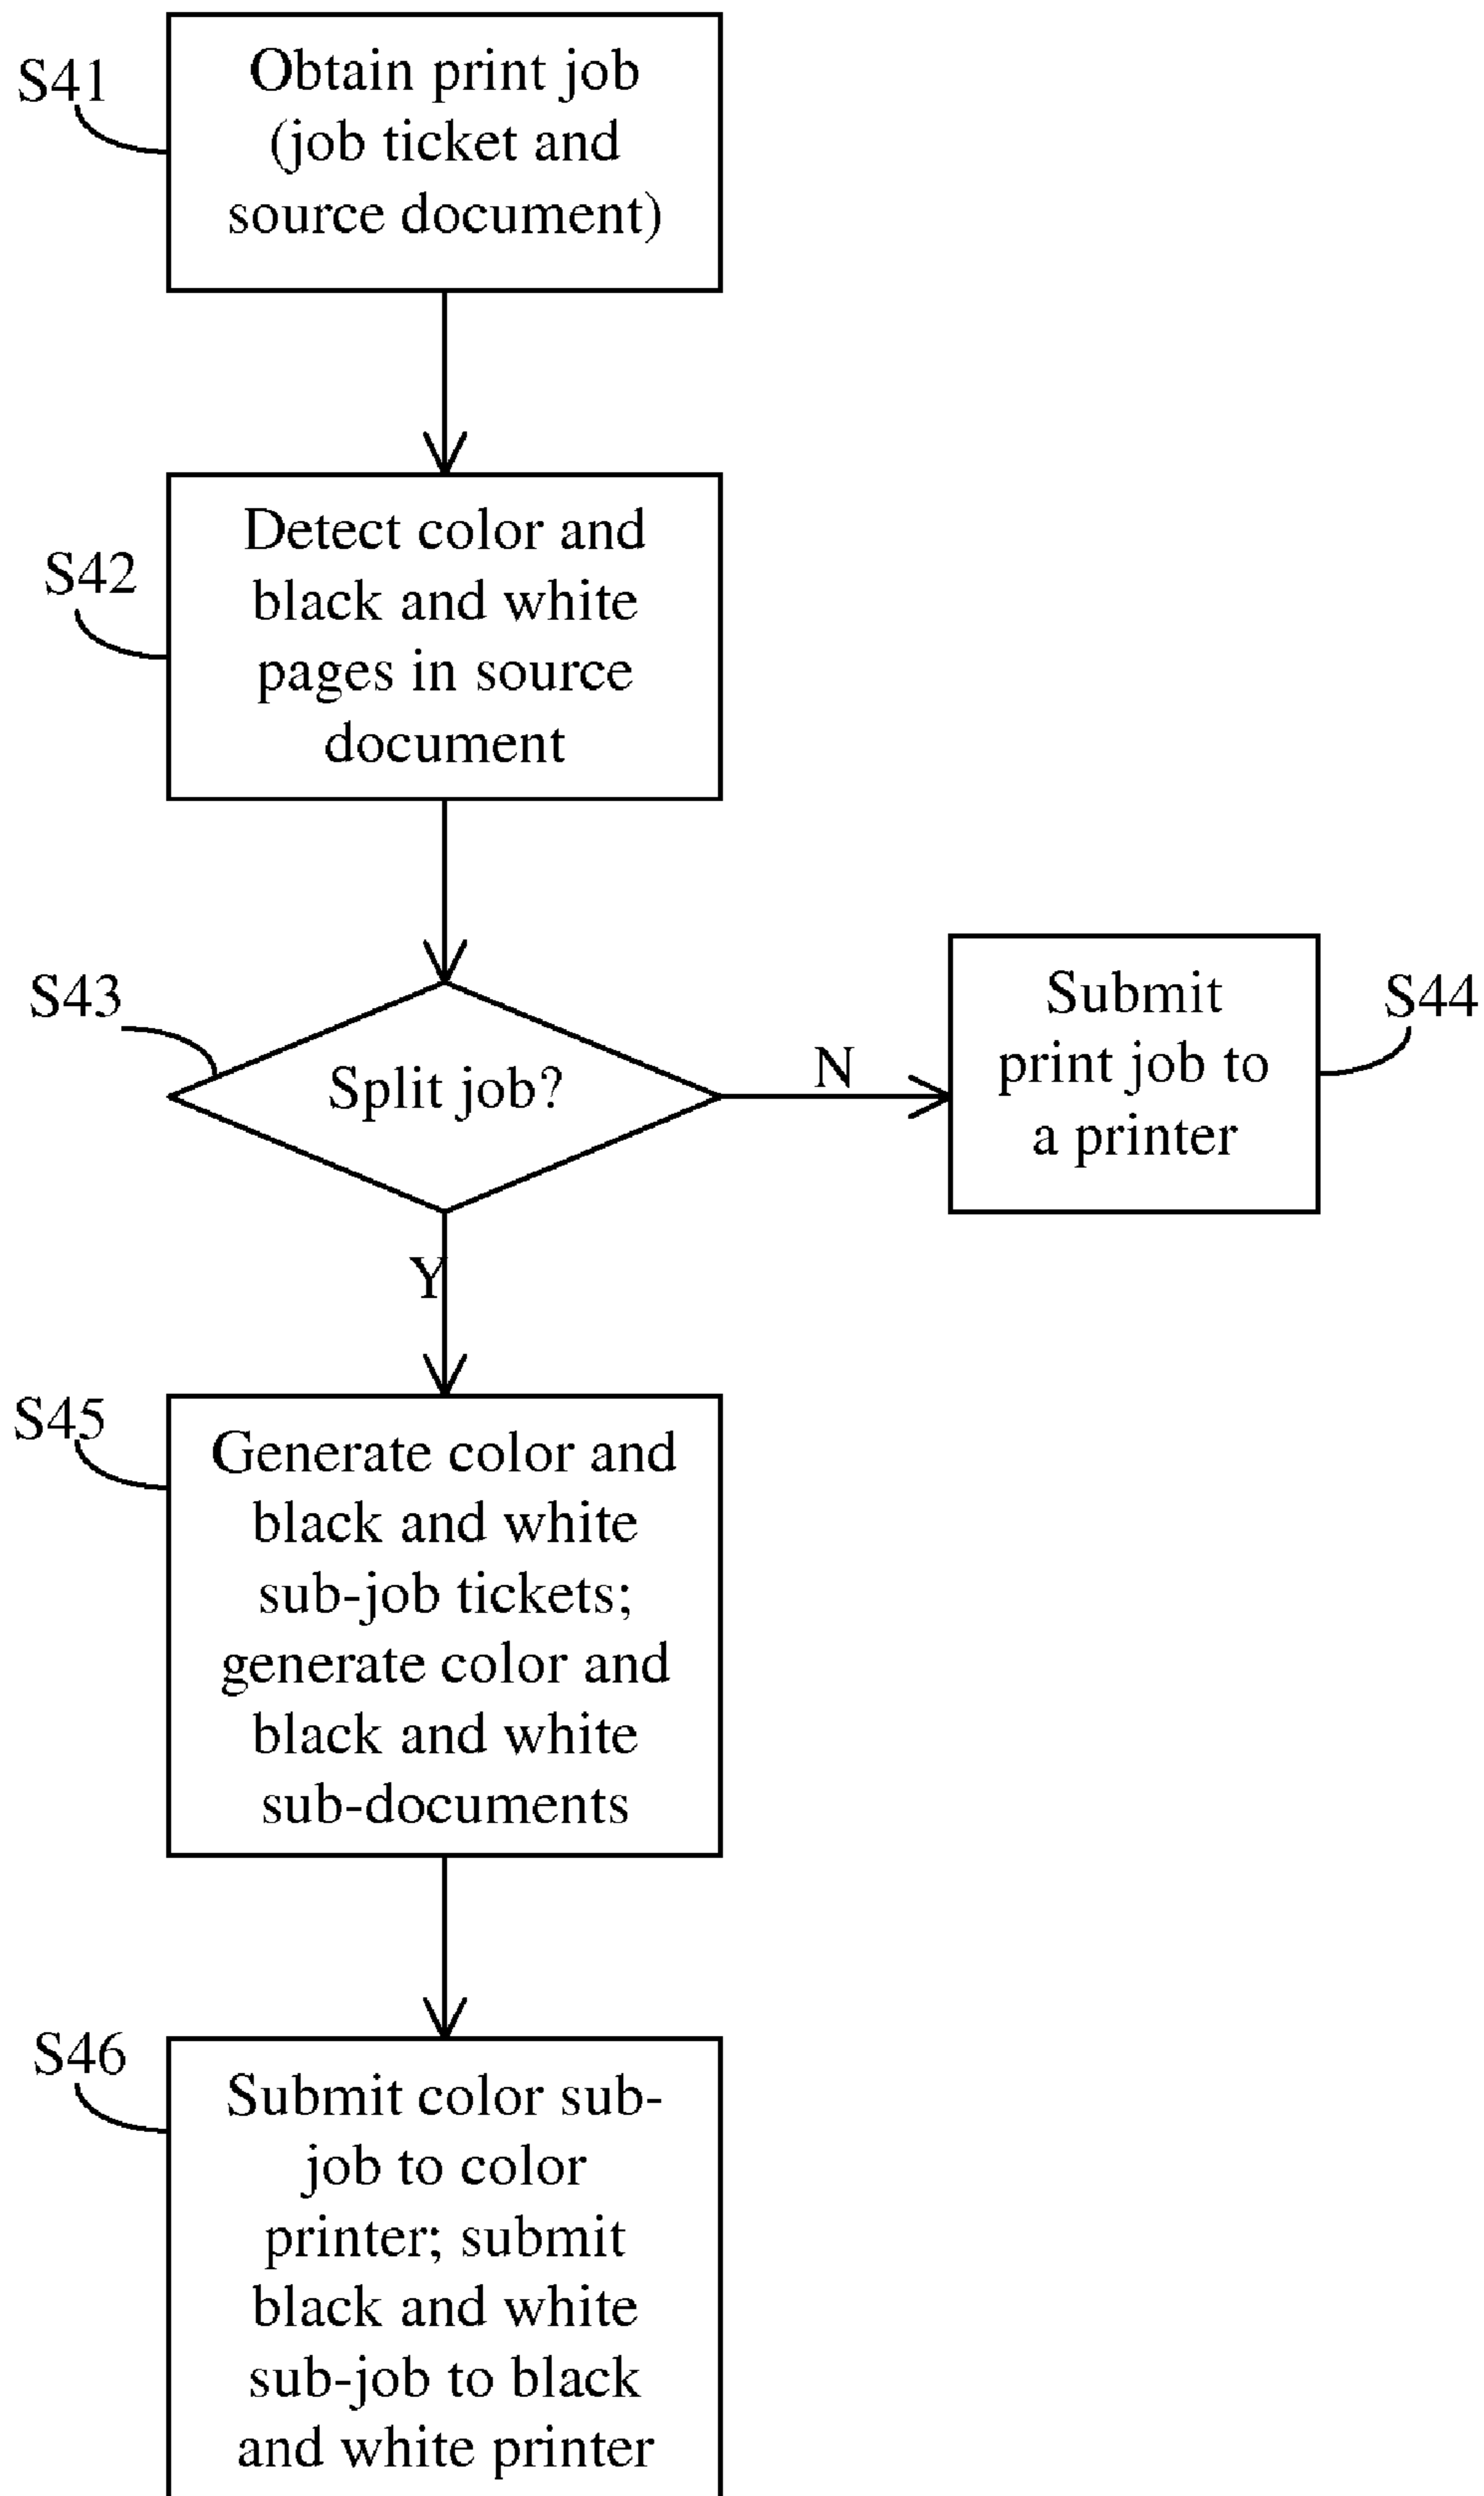 S41
Obtain print job
(job ticket and
source document)
S42
Detect color and
black and white
pages in source
document
S43
Split job?
N
Submit
print job to
a printer
S44
Y
S45
Generate color and
black and white
sub-job tickets;
generate color and
black and white
sub-documents
S46
Submit color sub-
job to color
printer; submit
black and white
sub-job to black
and white printer